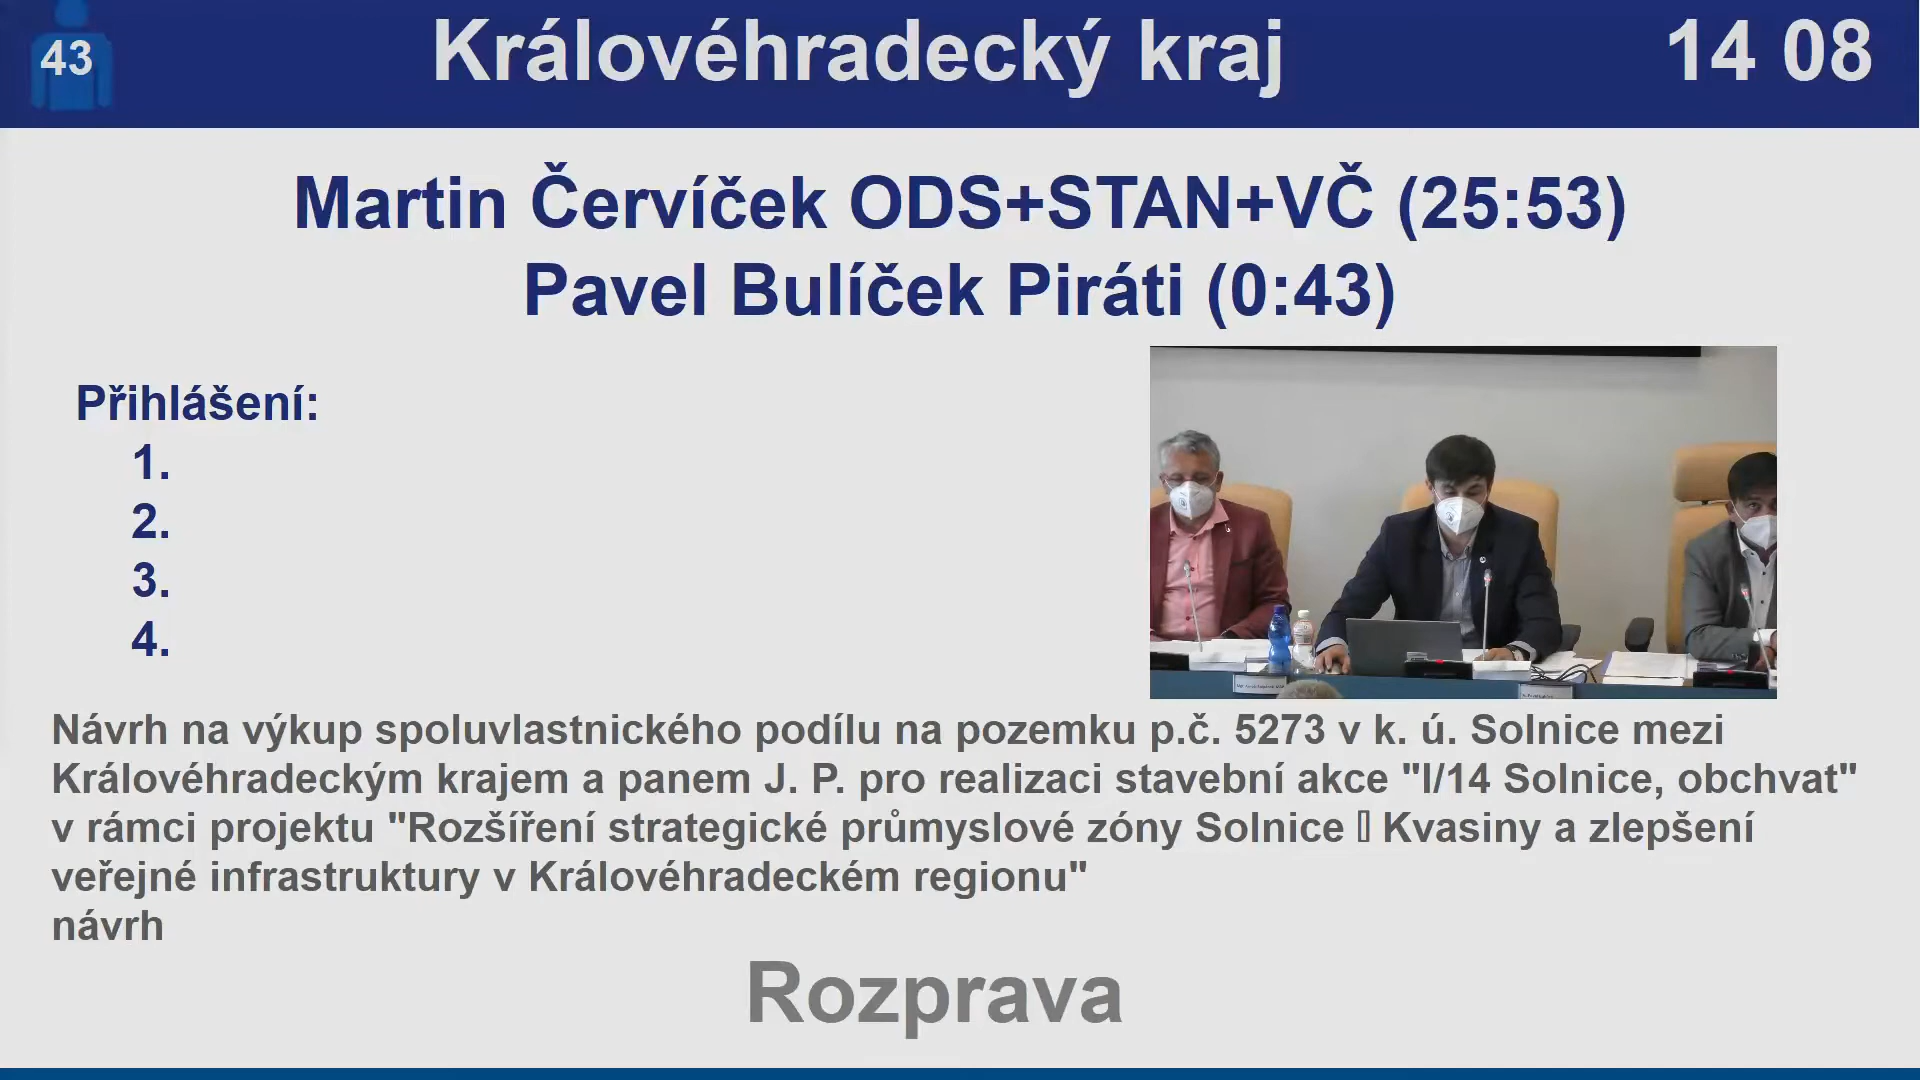 43
Královéhradecký kraj
14 08
Martin Červíček ODS+STAN+VČ (25:53)
Pavel Bulíček Piráti (0:43)
Přihlášení:
1.
2.
3.
4.
Návrh na výkup spoluvlastnického podílu na pozemku p.č. 5273 v k. ú. Solnice mezi
Královéhradeckým krajem a panem J. P. pro realizaci stavební akce "I/14 Solnice, obchvat"
v rámci projektu "Rozšíření strategické průmyslové zóny Solnice Kvasiny a zlepšení
veřejné infrastruktury v Královéhradeckém regionu"
návrh
Rozprava